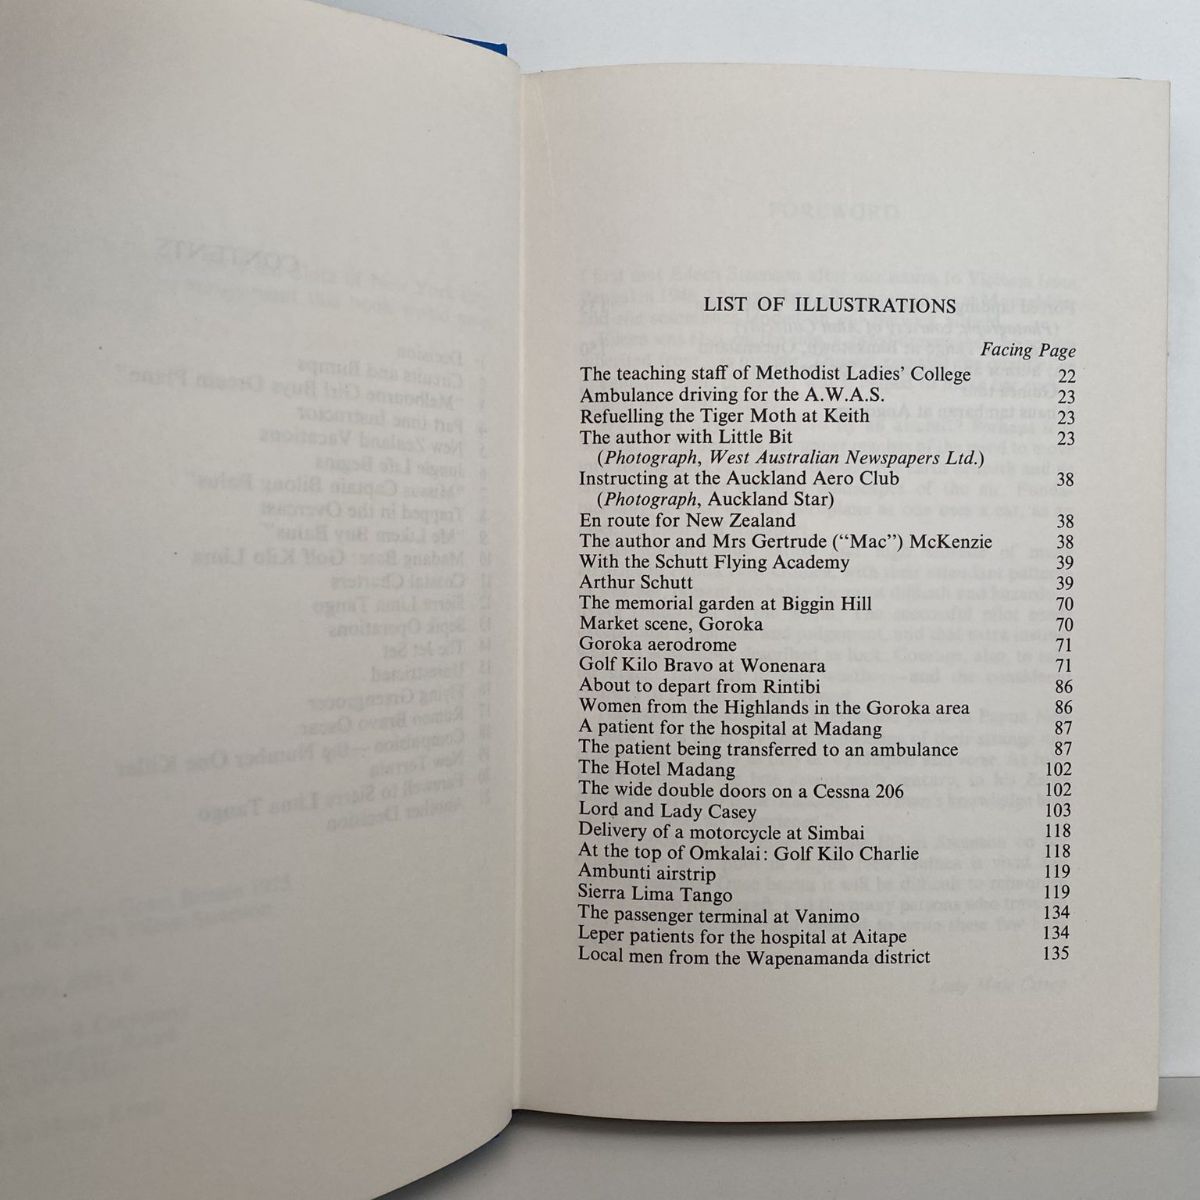 LIST OF ILLUSTRATIONS
Facing Page
The teaching staff of Methodist Ladies' College 22
Ambulance driving for the A.W.A.S. 23
Refuelling the Tiger Moth at Keith 23
The author with Little Bit 23
(Photograph, West Australian Newspapers Ltd.)
Instructing at the Auckland Aero Club 38
(Photograph, Auckland Star)
En route for New Zealand 38
The author and Mrs Gertrude (“Mac”) McKenzie 38
With the Schutt Flying Academy 39
Arthur Schutt 39
The memorial garden at Biggin Hill 70
Market scene, Goroka 70
Goroka aerodrome 71
Golf Kilo Bravo at Wonenara 71
About to depart from Rintibi 86
Women from the Highlands in the Goroka area 86
A patient for the hospital at Madang 87
The patient being transferred to an ambulance 87
The Hotel Madang 102
The wide double doors on a Cessna 206 102
Lord and Lady Casey 103
Delivery of a motorcycle at Simbai 118
At the top of Omkalai: Golf Kilo Charlie 118
Ambunti airstrip 119
Sierra Lima Tango 119
The passenger terminal at Vanimo 134
Leper patients for the hospital at Aitape 134
Local men from the Wapenamanda district 135